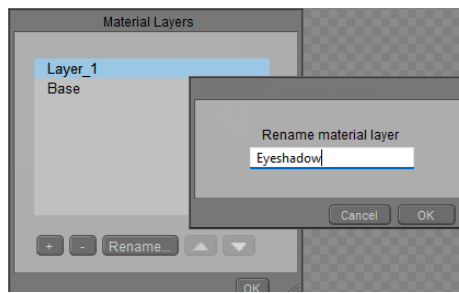 Material Layers
Layer_1
Base
Rename material layer
Eyeshadow
Cancel
OK
+
-
Rename...
OK